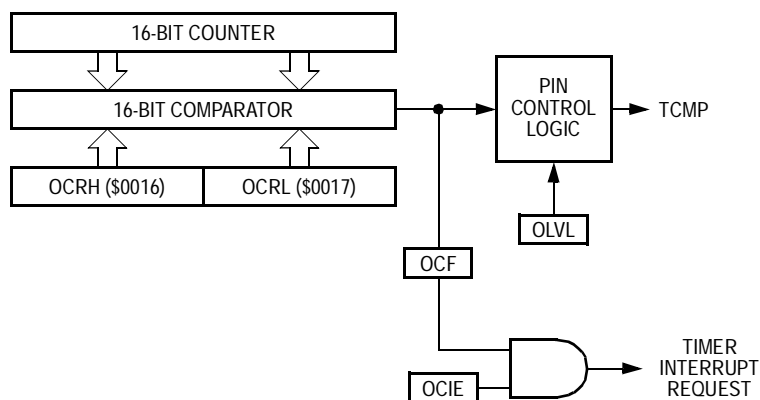 16-BIT COUNTER
16-BIT COMPARATOR
OCRH ($0016)
OCRL ($0017)
PIN
CONTROL
LOGIC
TCMP
OLVL
OCF
OCIE
TIMER
INTERRUPT
REQUEST